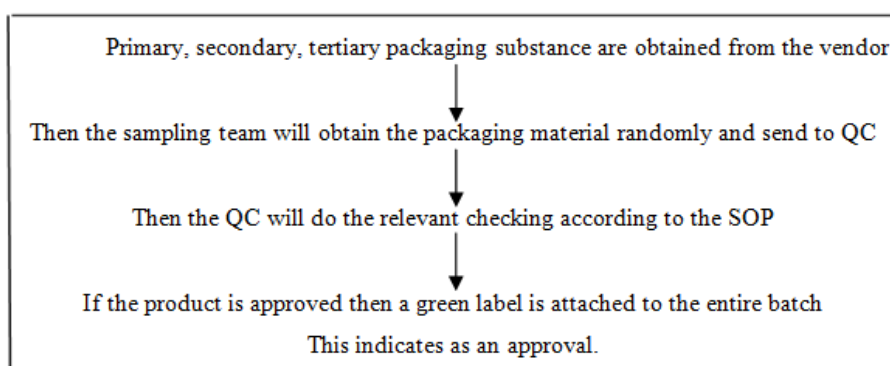 Primary, secondary, tertiary packaging substance are obtained from the vendor
Then the sampling team will obtain the packaging material randomly and send to QC
Then the QC will do the relevant checking according to the SOP
If the product is approved then a green label is attached to the entire batch
This indicates as an approval.